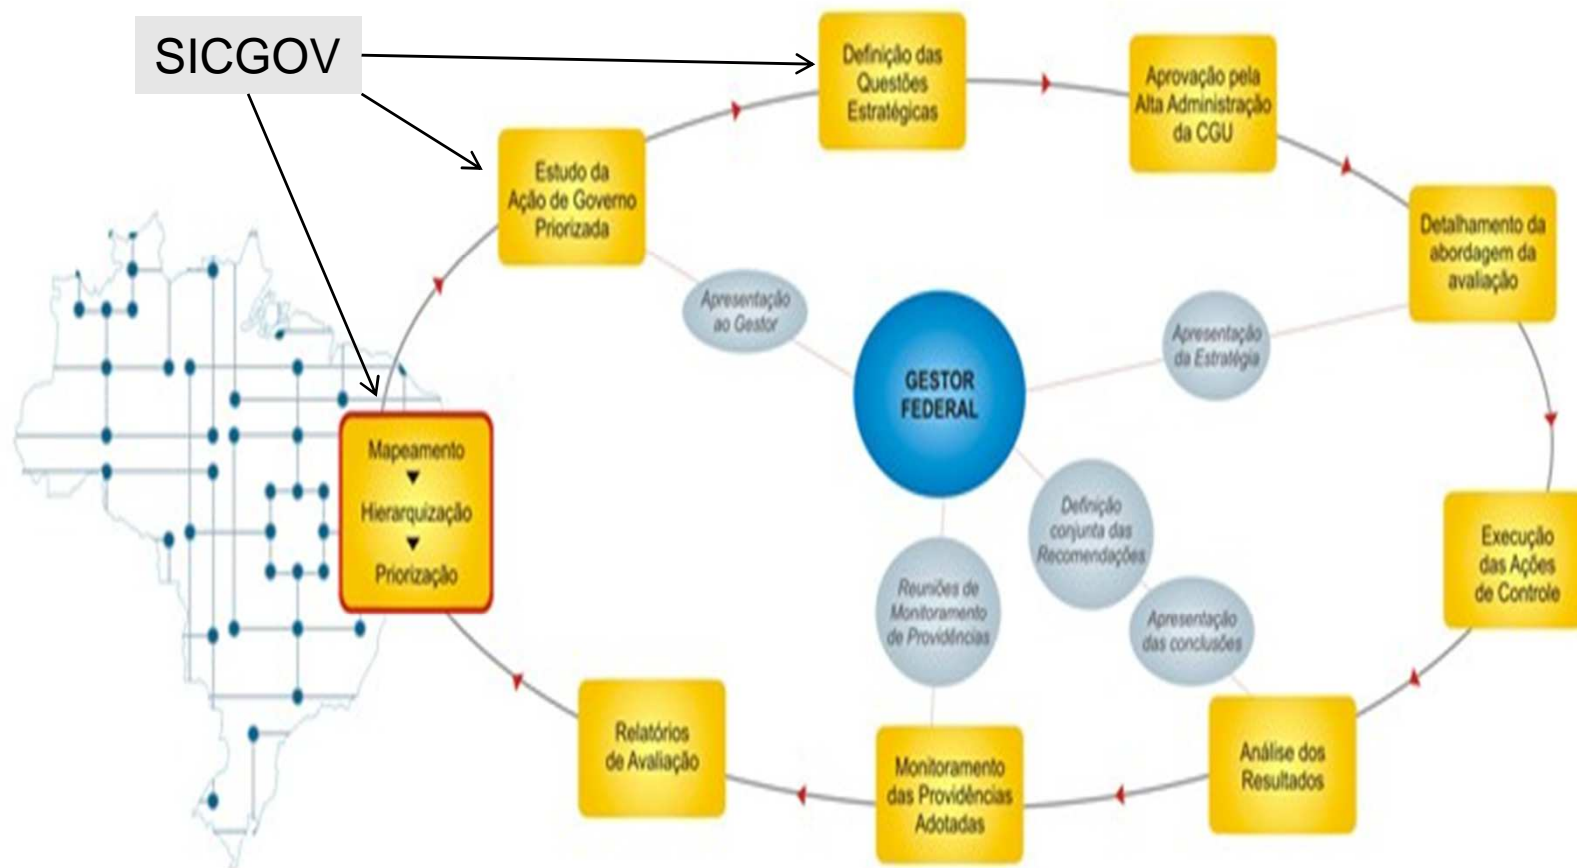 SICGOV
Definição das
Questões
Estratégicas
Aprovação pela
Alta Administração
da CGU
Estudo da
Ação de Governo
Priorizada
Detalhamento da
abordagem da
avaliação
Apresentação
ao Gestor
Apresentação
da Estratégia
GESTOR
FEDERAL
Mapeamento
Hierarquização
Priorização
Definição
conjunta das
Recomendações
Execução
das Ações
de Controle
Reuniões de
Monitoramento
de Providências
Apresentação
das conclusões
Relatórios
de Avaliação
Monitoramento
das Providências
Adotadas
Análise dos
Resultados